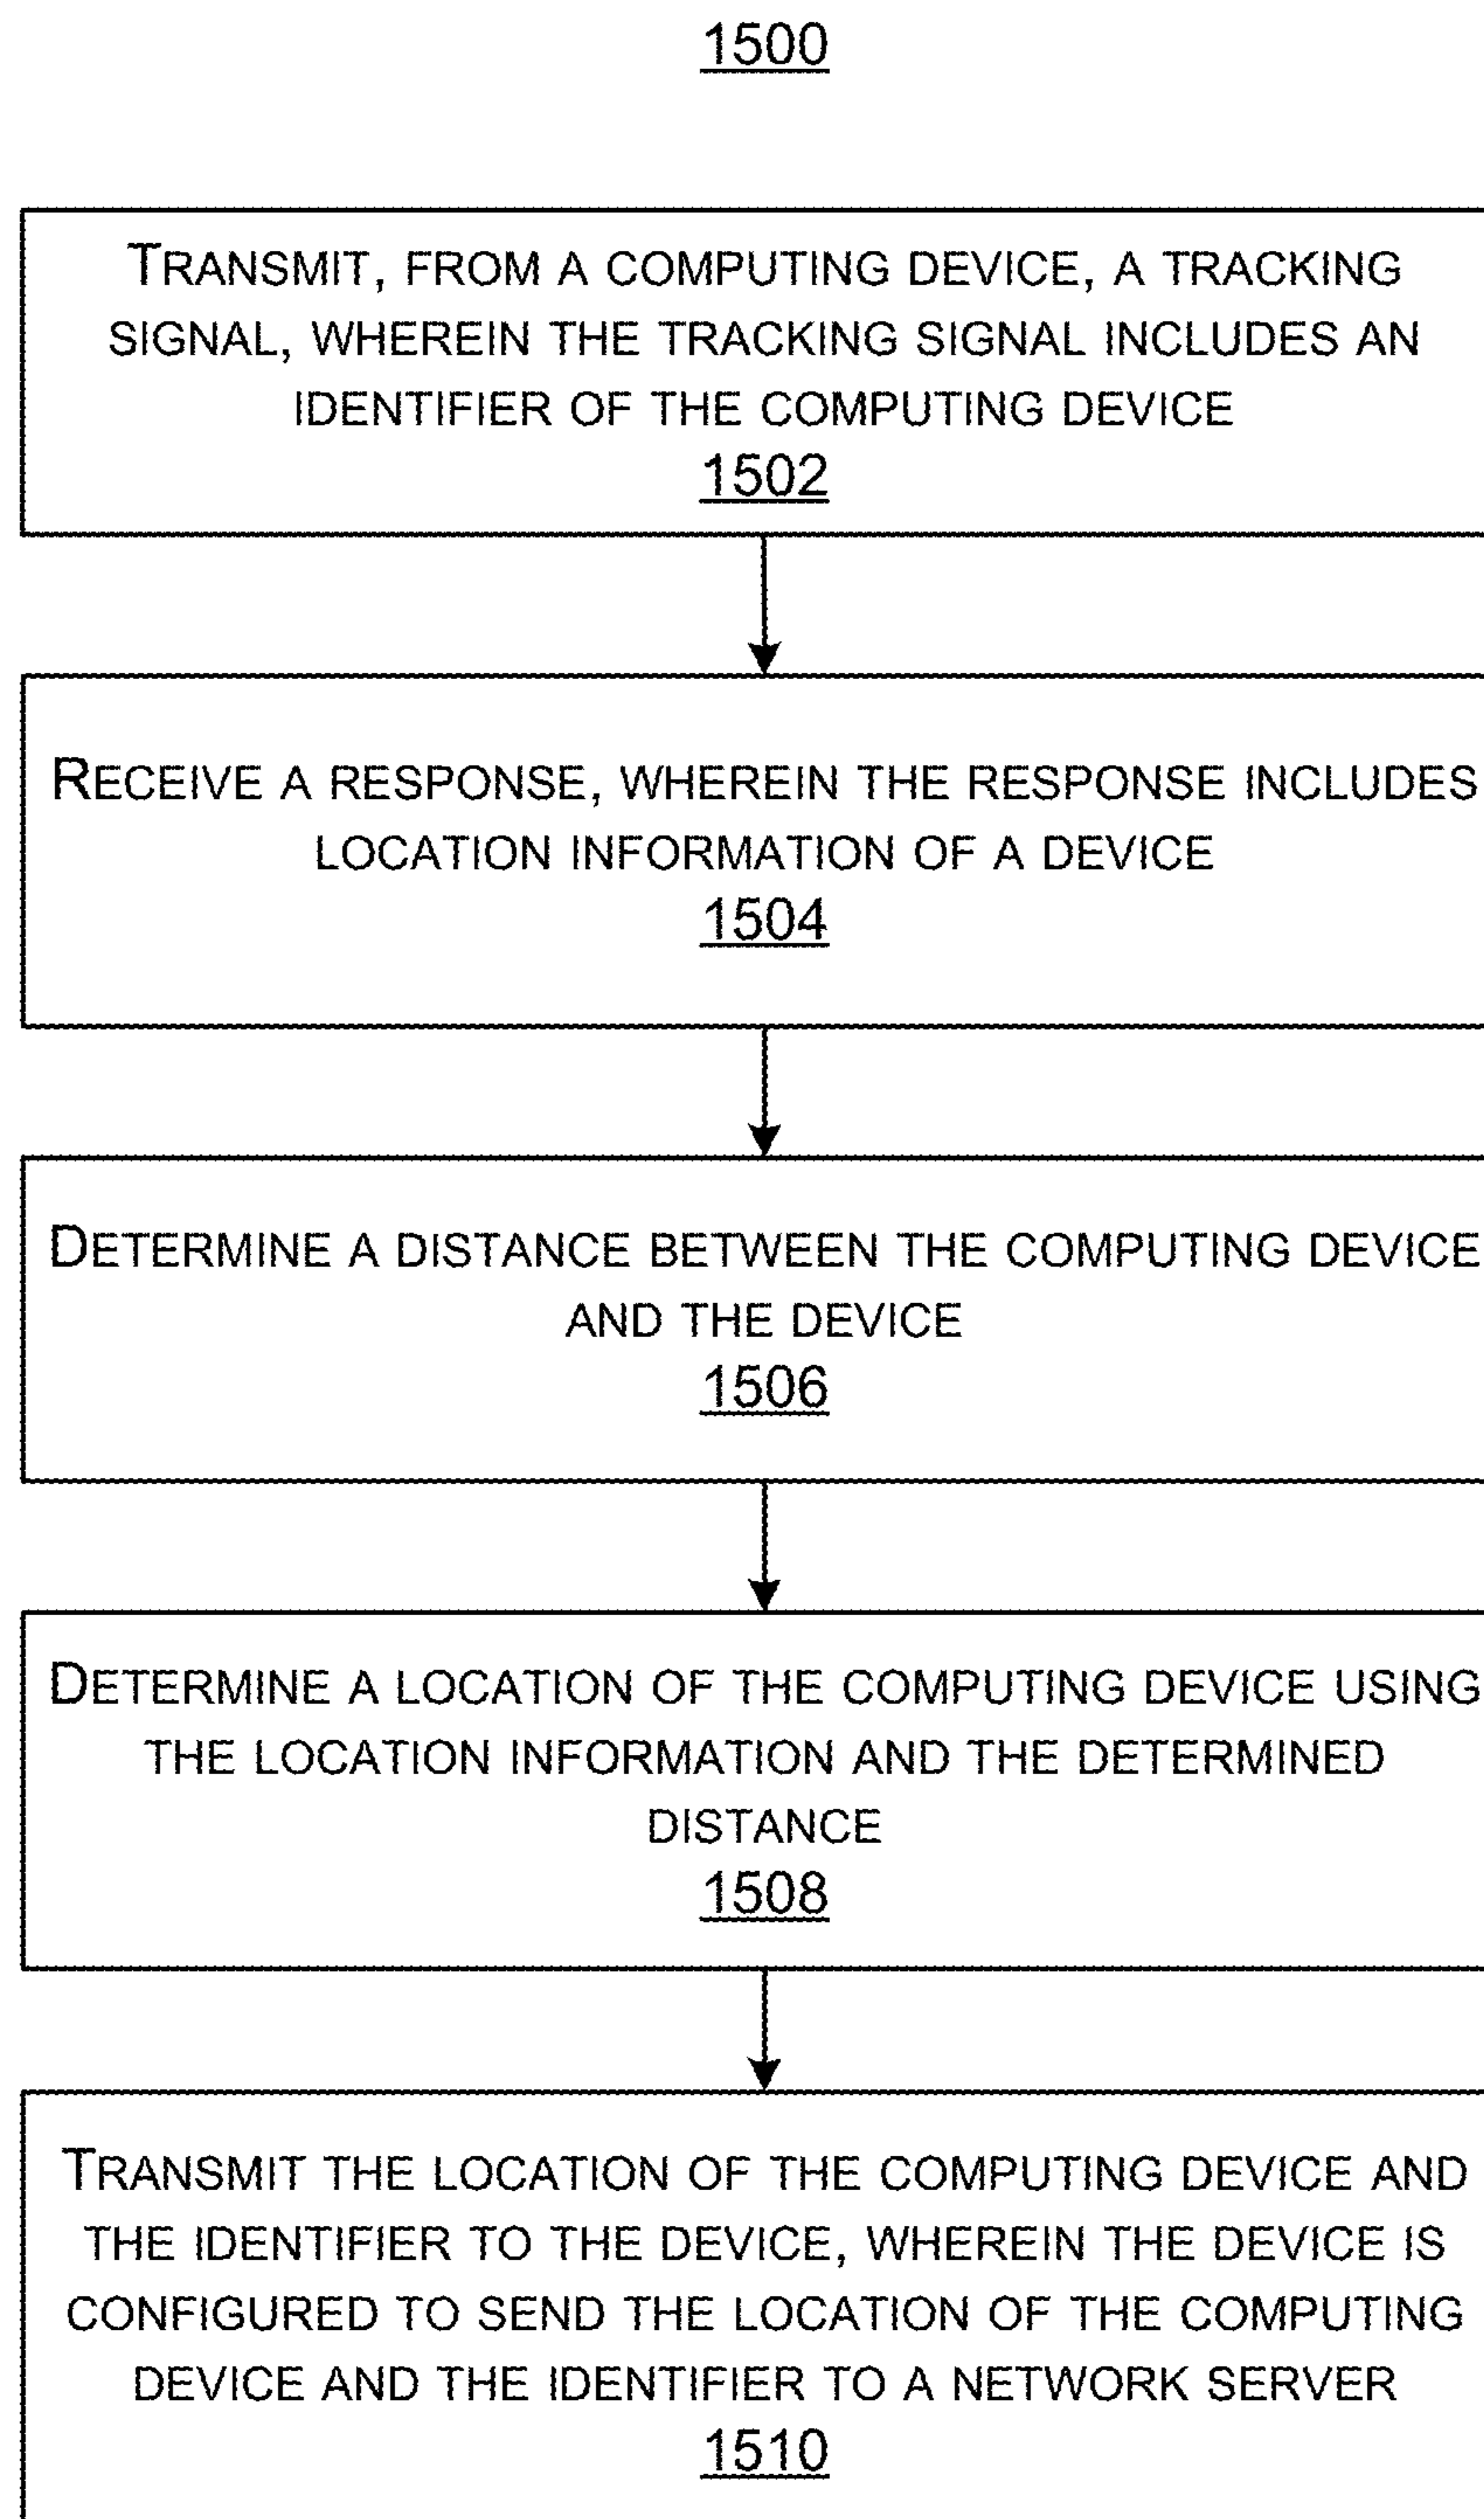 1500
TRANSMIT, FROM A COMPUTING DEVICE, A TRACKING
SIGNAL, WHEREIN THE TRACKING SIGNAL INCLUDES AN
IDENTIFIER OF THE COMPUTING DEVICE
1502
RECEIVE A RESPONSE, WHEREIN THE RESPONSE INCLUDES
LOCATION INFORMATION OF A DEVICE
1504
DETERMINE A DISTANCE BETWEEN THE COMPUTING DEVICE
AND THE DEVICE
1506
DETERMINE A LOCATION OF THE COMPUTING DEVICE USING
THE LOCATION INFORMATION AND THE DETERMINED
DISTANCE
1508
TRANSMIT THE LOCATION OF THE COMPUTING DEVICE AND
THE IDENTIFIER TO THE DEVICE, WHEREIN THE DEVICE IS
CONFIGURED TO SEND THE LOCATION OF THE COMPUTING
DEVICE AND THE IDENTIFIER TO A NETWORK SERVER
1510